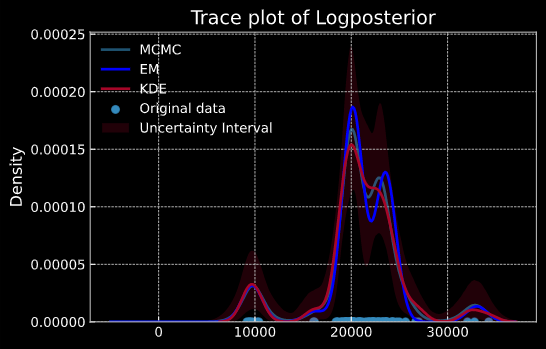 Trace plot of Logposterior
0.00025
0.00020
0.00015
0.00010
0.00005
0.00000
Density
MCMC
EM
KDE
Original data
Uncertainty Interval
0
10000
20000
30000